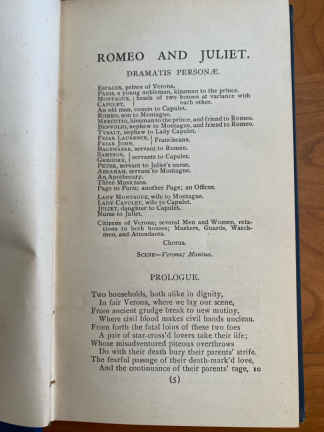 ROMEO AND JULIET.
DRAMATIS PERSONÆ.
ESCALUS, prince of Verona.
PARIS, a young nobleman, kinsman to the prince.
MONTAGUE, } heads of two houses at variance with
CAPULET, } each other.
An old man, cousin to Capulet.
ROMEO, son to Montague.
MERCUTIO, kinsman to the prince, and friend to Romeo.
BENVOLIO, nephew to Montague, and friend to Romeo.
TYBALT, nephew to Lady Capulet.
FRIAR LAURENCE, } Franciscans.
FRIAR JOHN, }
BALTHASAR, servant to Romeo.
SAMPSON, } servants to Capulet.
GREGORY, }
PETER, servant to Juliet's nurse.
ABRAHAM, servant to Montague.
An Apothecary.
Three Musicians.
Page to Paris; another Page; an Officer.
LADY MONTAGUE, wife to Montague.
LADY CAPULET, wife to Capulet.
JULIET, daughter to Capulet.
Nurse to Juliet.
Citizens of Verona; several Men and Women, rela-
tions to both houses; Maskers, Guards, Watch-
men, and Attendants.
Chorus.
SCENE—Verona; Mantua.
PROLOGUE.
Two households, both alike in dignity,
In fair Verona, where we lay our scene,
From ancient grudge break to new mutiny,
Where civil blood makes civil hands unclean.
From forth the fatal loins of these two foes
A pair of star-cross'd lovers take their life;
Whose misadventured piteous overthrows
Do with their death bury their parents' strife.
The fearful passage of their death-mark'd love,
And the continuance of their parents' rage, 10
(5)